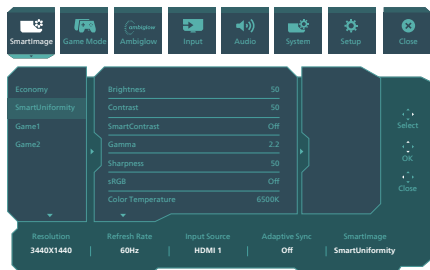 SmartImage
Game Mode
ambiglow
Ambiglow
Input
Audio
System
Setup
Close
Economy
SmartUniformity
Game1
Game2
Brightness 50
Contrast 50
SmartContrast Off
Gamma 2.2
Sharpness 50
sRGB Off
Color Temperature 6500K
Select
OK
Close
Resolution Refresh Rate Input Source Adaptive Sync SmartImage
3440X1440 | 60Hz | HDMI 1 | Off | SmartUniformity